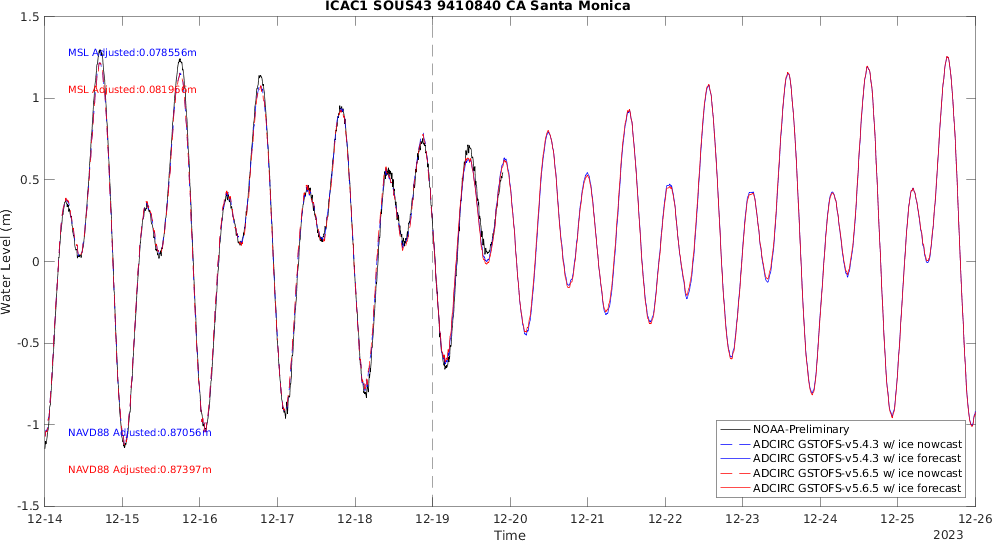 ICAC1 SOUS43 9410840 CA Santa Monica
1.5
1
0.5
0
-0.5
-1
-1.5
Water Level (m)
MSL Adjusted:0.078556m
MSL Adjusted:0.081966m
NAVD88 Adjusted:0.87056m
NAVD88 Adjusted:0.87397m
NOAA-Preliminary
ADCIRC GSTOFS-v5.4.3 w/ ice nowcast
ADCIRC GSTOFS-v5.4.3 w/ ice forecast
ADCIRC GSTOFS-v5.6.5 w/ ice nowcast
ADCIRC GSTOFS-v5.6.5 w/ ice forecast
12-14 12-15 12-16 12-17 12-18 12-19 12-20 12-21 12-22 12-23 12-24 12-25 12-26
Time
2023